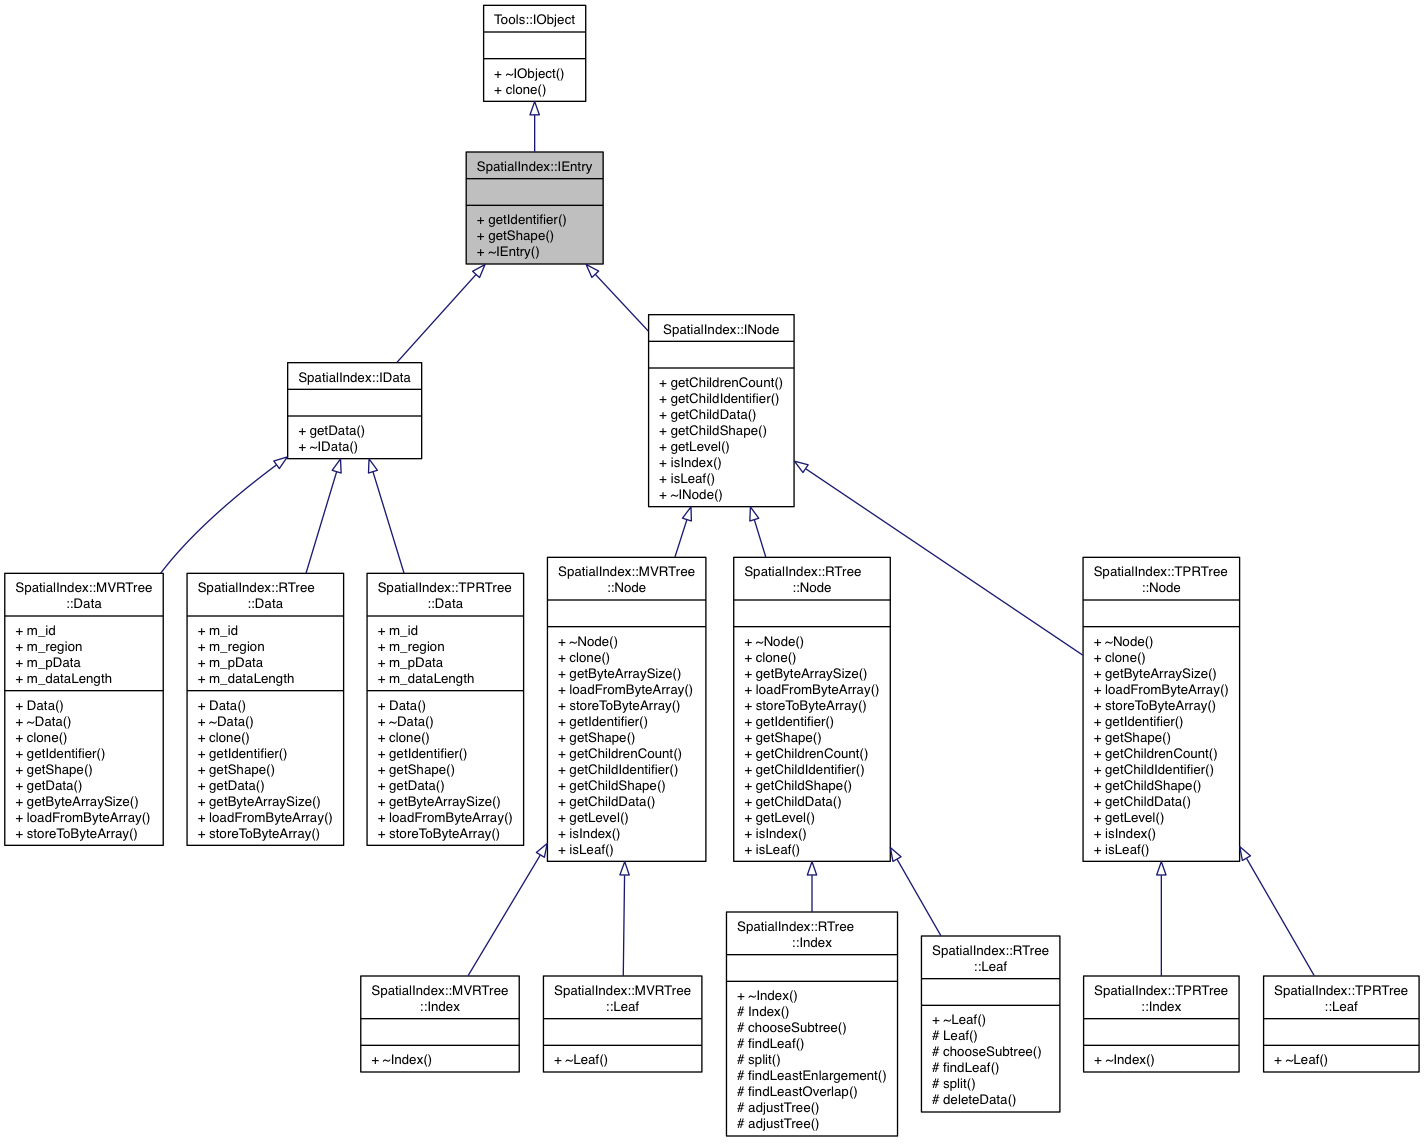 Tools::IObject
+ ~IObject()
+ clone()
SpatialIndex::IEntry
+ getIdentifier()
+ getShape()
+ ~IEntry()
SpatialIndex::IData
+ getData()
+ ~IData()
SpatialIndex::INode
+ getChildrenCount()
+ getChildIdentifier()
+ getChildData()
+ getChildShape()
+ getLevel()
+ isIndex()
+ isLeaf()
+ ~INode()
SpatialIndex::MVRTree
::Data
+ m_id
+ m_region
+ m_pData
+ m_dataLength
+ Data()
+ ~Data()
+ clone()
+ getIdentifier()
+ getShape()
+ getData()
+ getByteArraySize()
+ loadFromByteArray()
+ storeToByteArray()
SpatialIndex::RTree
::Data
+ m_id
+ m_region
+ m_pData
+ m_dataLength
+ Data()
+ ~Data()
+ clone()
+ getIdentifier()
+ getShape()
+ getData()
+ getByteArraySize()
+ loadFromByteArray()
+ storeToByteArray()
SpatialIndex::TPRTree
::Data
+ m_id
+ m_region
+ m_pData
+ m_dataLength
+ Data()
+ ~Data()
+ clone()
+ getIdentifier()
+ getShape()
+ getData()
+ getByteArraySize()
+ loadFromByteArray()
+ storeToByteArray()
SpatialIndex::MVRTree
::Node
+ ~Node()
+ clone()
+ getByteArraySize()
+ loadFromByteArray()
+ storeToByteArray()
+ getIdentifier()
+ getShape()
+ getChildrenCount()
+ getChildIdentifier()
+ getChildShape()
+ getChildData()
+ getLevel()
+ isIndex()
+ isLeaf()
SpatialIndex::RTree
::Node
+ ~Node()
+ clone()
+ getByteArraySize()
+ loadFromByteArray()
+ storeToByteArray()
+ getIdentifier()
+ getShape()
+ getChildrenCount()
+ getChildIdentifier()
+ getChildShape()
+ getChildData()
+ getLevel()
+ isIndex()
+ isLeaf()
SpatialIndex::TPRTree
::Node
+ ~Node()
+ clone()
+ getByteArraySize()
+ loadFromByteArray()
+ storeToByteArray()
+ getIdentifier()
+ getShape()
+ getChildrenCount()
+ getChildIdentifier()
+ getChildShape()
+ getChildData()
+ getLevel()
+ isIndex()
+ isLeaf()
SpatialIndex::MVRTree
::Index
+ ~Index()
SpatialIndex::MVRTree
::Leaf
+ ~Leaf()
SpatialIndex::RTree
::Index
+ ~Index()
# Index()
# chooseSubtree()
# findLeaf()
# split()
# findLeastEnlargement()
# findLeastOverlap()
# adjustTree()
# adjustTree()
SpatialIndex::RTree
::Leaf
+ ~Leaf()
# Leaf()
# chooseSubtree()
# findLeaf()
# split()
# deleteData()
SpatialIndex::TPRTree
::Index
+ ~Index()
SpatialIndex::TPRTree
::Leaf
+ ~Leaf()